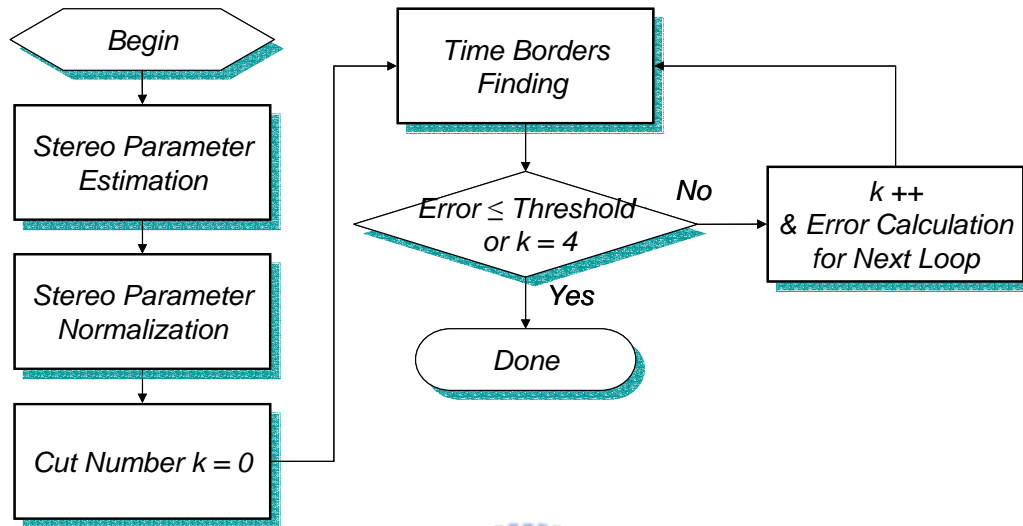 Begin
Stereo Parameter
Estimation
Stereo Parameter
Normalization
Cut Number k = 0
Time Borders
Finding
Error ≤ Threshold
or k = 4
No
Yes
k ++
& Error Calculation
for Next Loop
Done